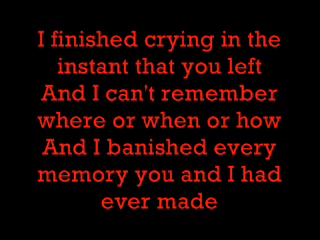 I finished crying in the
instant that you left
And I can't remember
where or when or how
And I banished every
memory you and I had
ever made